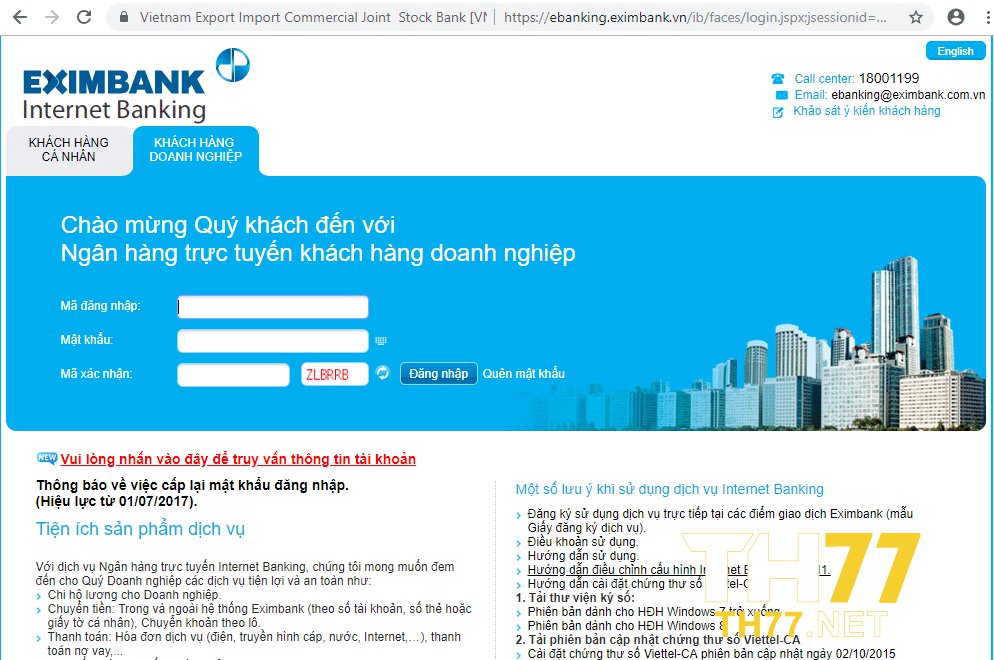 Vietnam Export Import Commercial Joint Stock Bank [VN | https://ebanking.eximbank.vn/ib/faces/login.jspx;jsessionid=...
English
EXIMBANK
Internet Banking
Call center: 18001199
Email: ebanking@eximbank.com.vn
Khảo sát ý kiến khách hàng
KHÁCH HÀNG
CÁ NHÂN
KHÁCH HÀNG
DOANH NGHIỆP
Chào mừng Quý khách đến với
Ngân hàng trực tuyến khách hàng doanh nghiệp
Mã đăng nhập:
Mật khẩu:
Mã xác nhận:
ZLBRRB
Đăng nhập
Quên mật khẩu
NEW Vui lòng nhấn vào đây để truy vấn thông tin tài khoản
Thông báo về việc cấp lại mật khẩu đăng nhập.
(Hiệu lực từ 01/07/2017).
Tiện ích sản phẩm dịch vụ
Với dịch vụ Ngân hàng trực tuyến Internet Banking, chúng tôi mong muốn đem
đến cho Quý Doanh nghiệp các dịch vụ tiện lợi và an toàn như:
Chi hộ lương cho Doanh nghiệp.
Chuyển tiền: Trong và ngoài hệ thống Eximbank (theo số tài khoản, số thẻ hoặc
giấy tờ cá nhân), Chuyển khoản theo lô.
Thanh toán: Hóa đơn dịch vụ (điện, truyền hình cáp, nước, Internet,...), thanh
toán nợ vay,...
Một số lưu ý khi sử dụng dịch vụ Internet Banking
Đăng ký sử dụng dịch vụ trực tiếp tại các điểm giao dịch Eximbank (mẫu
Giấy đăng ký dịch vụ).
Điều khoản sử dụng.
Hướng dẫn sử dụng.
Hướng dẫn điều chỉnh cấu hình
Hướng dẫn cài đặt chứng thư số
1. Tải thư viện ký số:
Phiên bản dành cho HĐH Windows 7 trở xuống
Phiên bản dành cho HĐH Windows 8
2. Tải phiên bản cập nhật chứng thư số Viettel-CA
Cài đặt chứng thư số Viettel-CA phiên bản cập nhật ngày 02/10/2015
TH77
TH77.NET